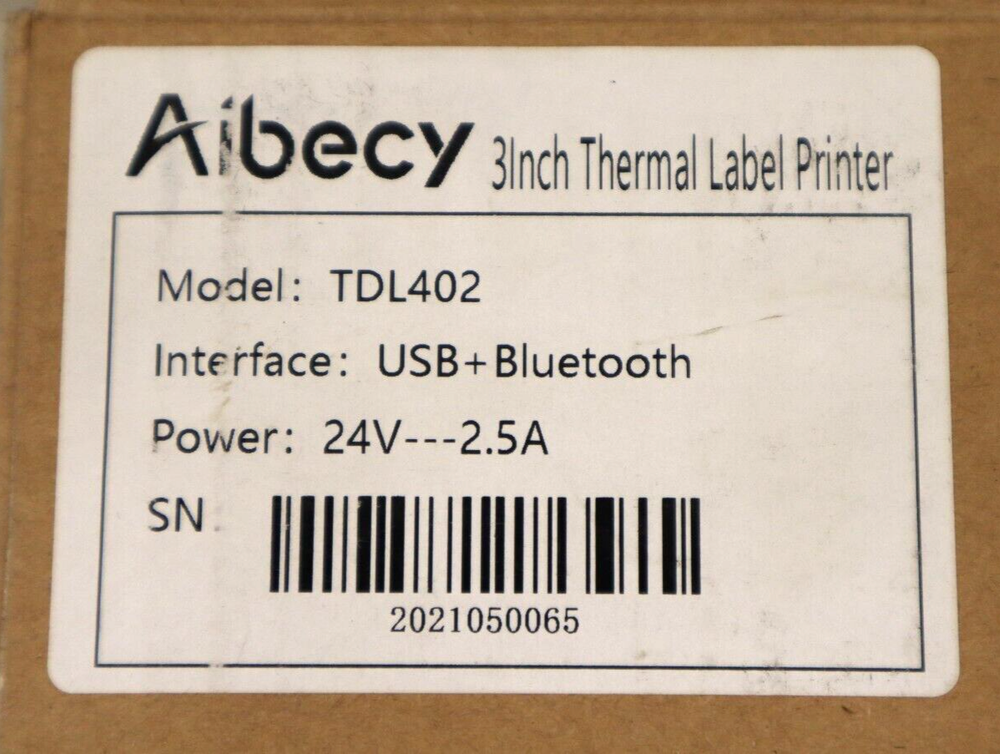 Aibecy 3Inch Thermal Label Printer
Model: TDL402
Interface: USB+Bluetooth
Power: 24V---2.5A
SN:
2021050065